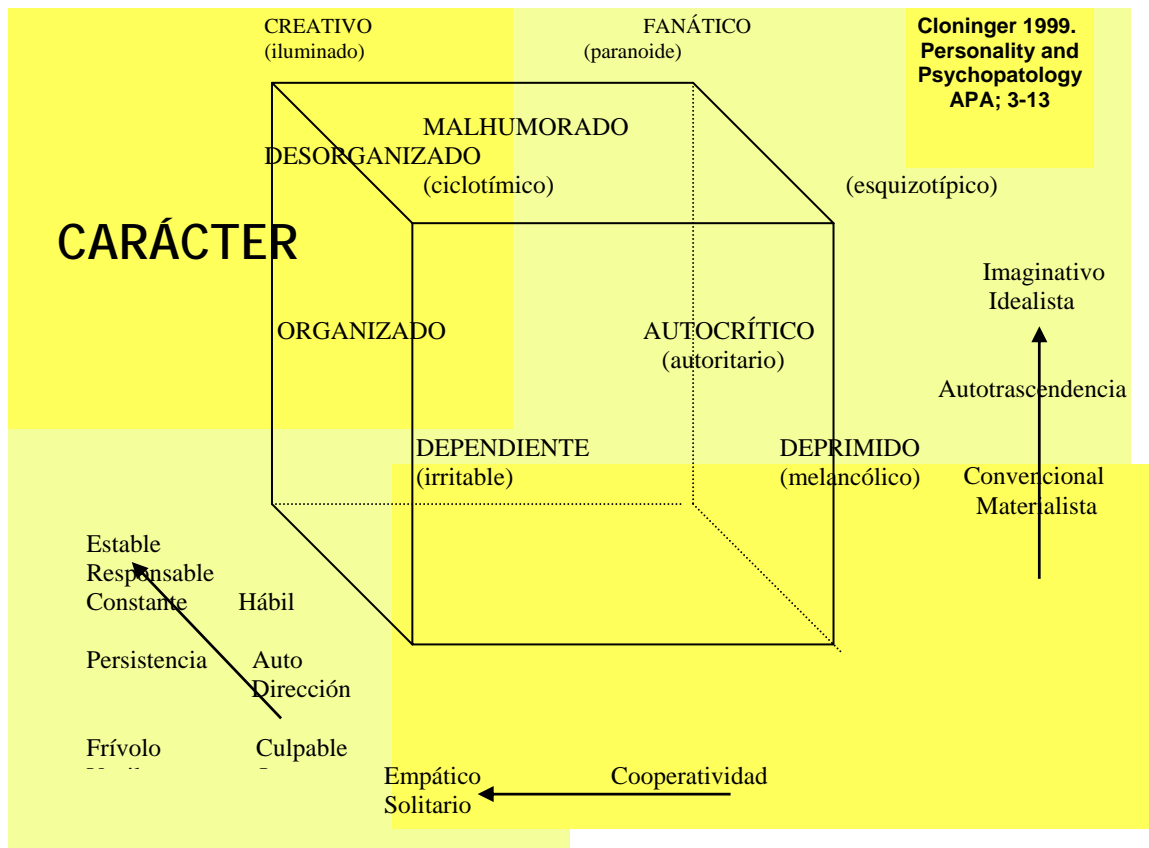 CREATIVO
(iluminado)
FANÁTICO
(paranoide)
Cloninger 1999.
Personality and
Psychopatology
APA; 3-13
MALHUMORADO
(ciclotímico)
DESORGANIZADO
(esquizotípico)
CARÁCTER
Imaginativo
Idealista
ORGANIZADO
AUTOCRÍTICO
(autoritario)
Autotrascendencia
DEPENDIENTE
(irritable)
DEPRIMIDO
(melancólico)
Convencional
Materialista
Estable
Responsable
Constante Hábil
Persistencia Auto
Dirección
Frívolo Culpable
Empático Cooperatividad
Solitario